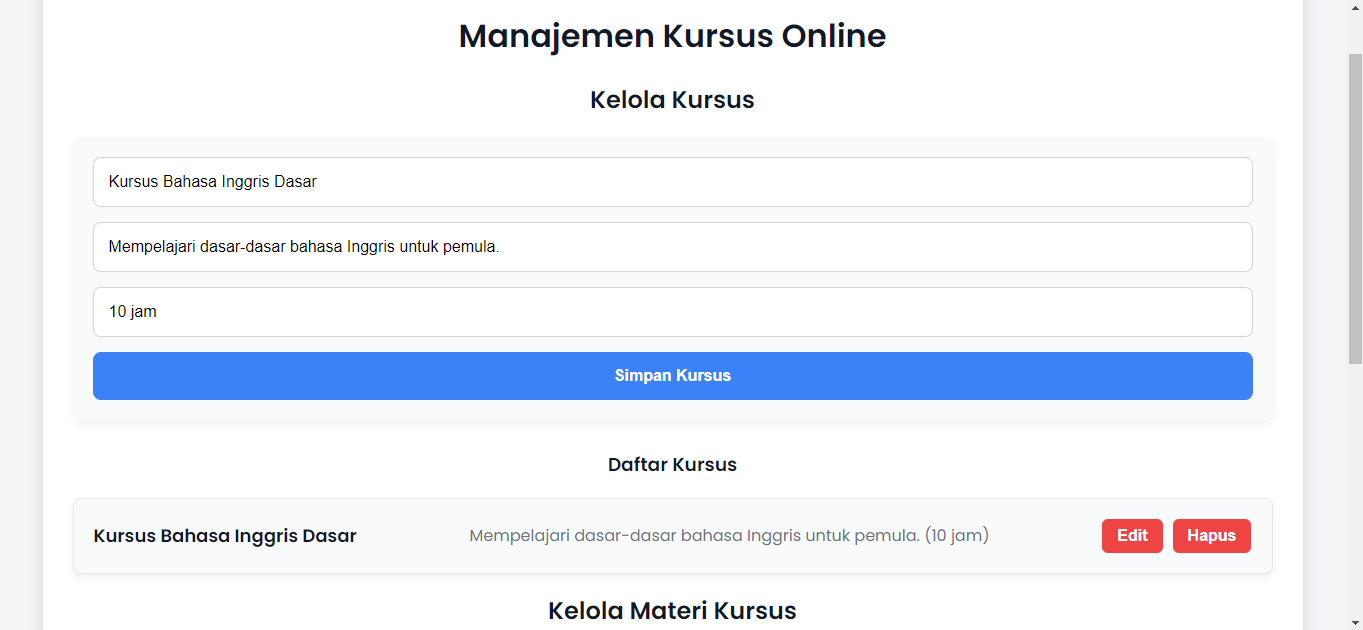 Manajemen Kursus Online
Kelola Kursus
Kursus Bahasa Inggris Dasar
Mempelajari dasar-dasar bahasa Inggris untuk pemula.
10 jam
Simpan Kursus
Daftar Kursus
Kursus Bahasa Inggris Dasar Mempelajari dasar-dasar bahasa Inggris untuk pemula. (10 jam) Edit Hapus
Kelola Materi Kursus